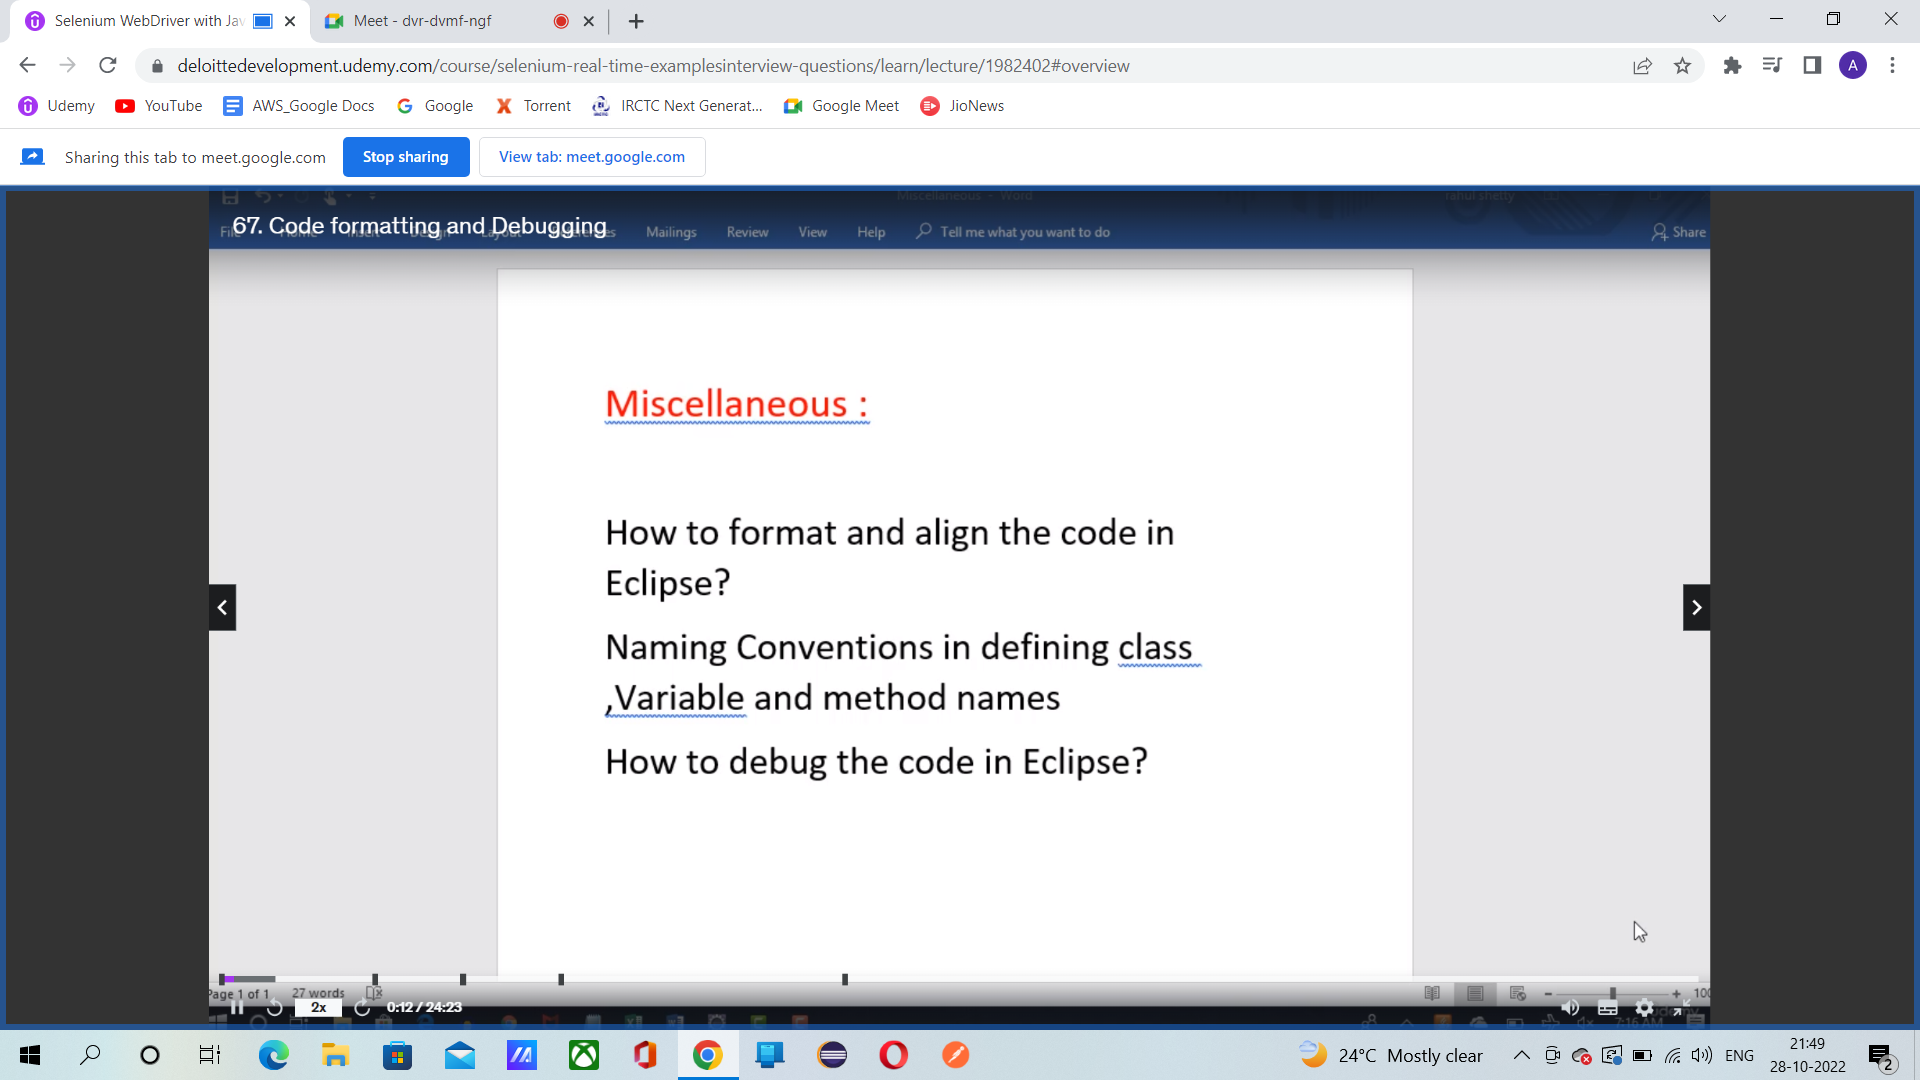 Selenium WebDriver with Jav
Meet - dvr-dvmf-ngf
deloittedevelopment.udemy.com/course/selenium-real-time-examplesinterview-questions/learn/lecture/1982402#overview
A
Udemy
YouTube
AWS_Google Docs
Google
Torrent
IRCTC Next Generat...
Google Meet
JioNews
Sharing this tab to meet.google.com
Stop sharing
View tab: meet.google.com
Miscellaneous - Word
rahul shetty
67. Code formatting and Debugging
Mailings
Review
View
Help
Tell me what you want to do
Share
Miscellaneous :
How to format and align the code in
Eclipse?
Naming Conventions in defining class
,Variable and method names
How to debug the code in Eclipse?
Page 1 of 1
27 words
2x
0:12 / 24:23
24°C Mostly clear
ENG
21:49
28-10-2022
2